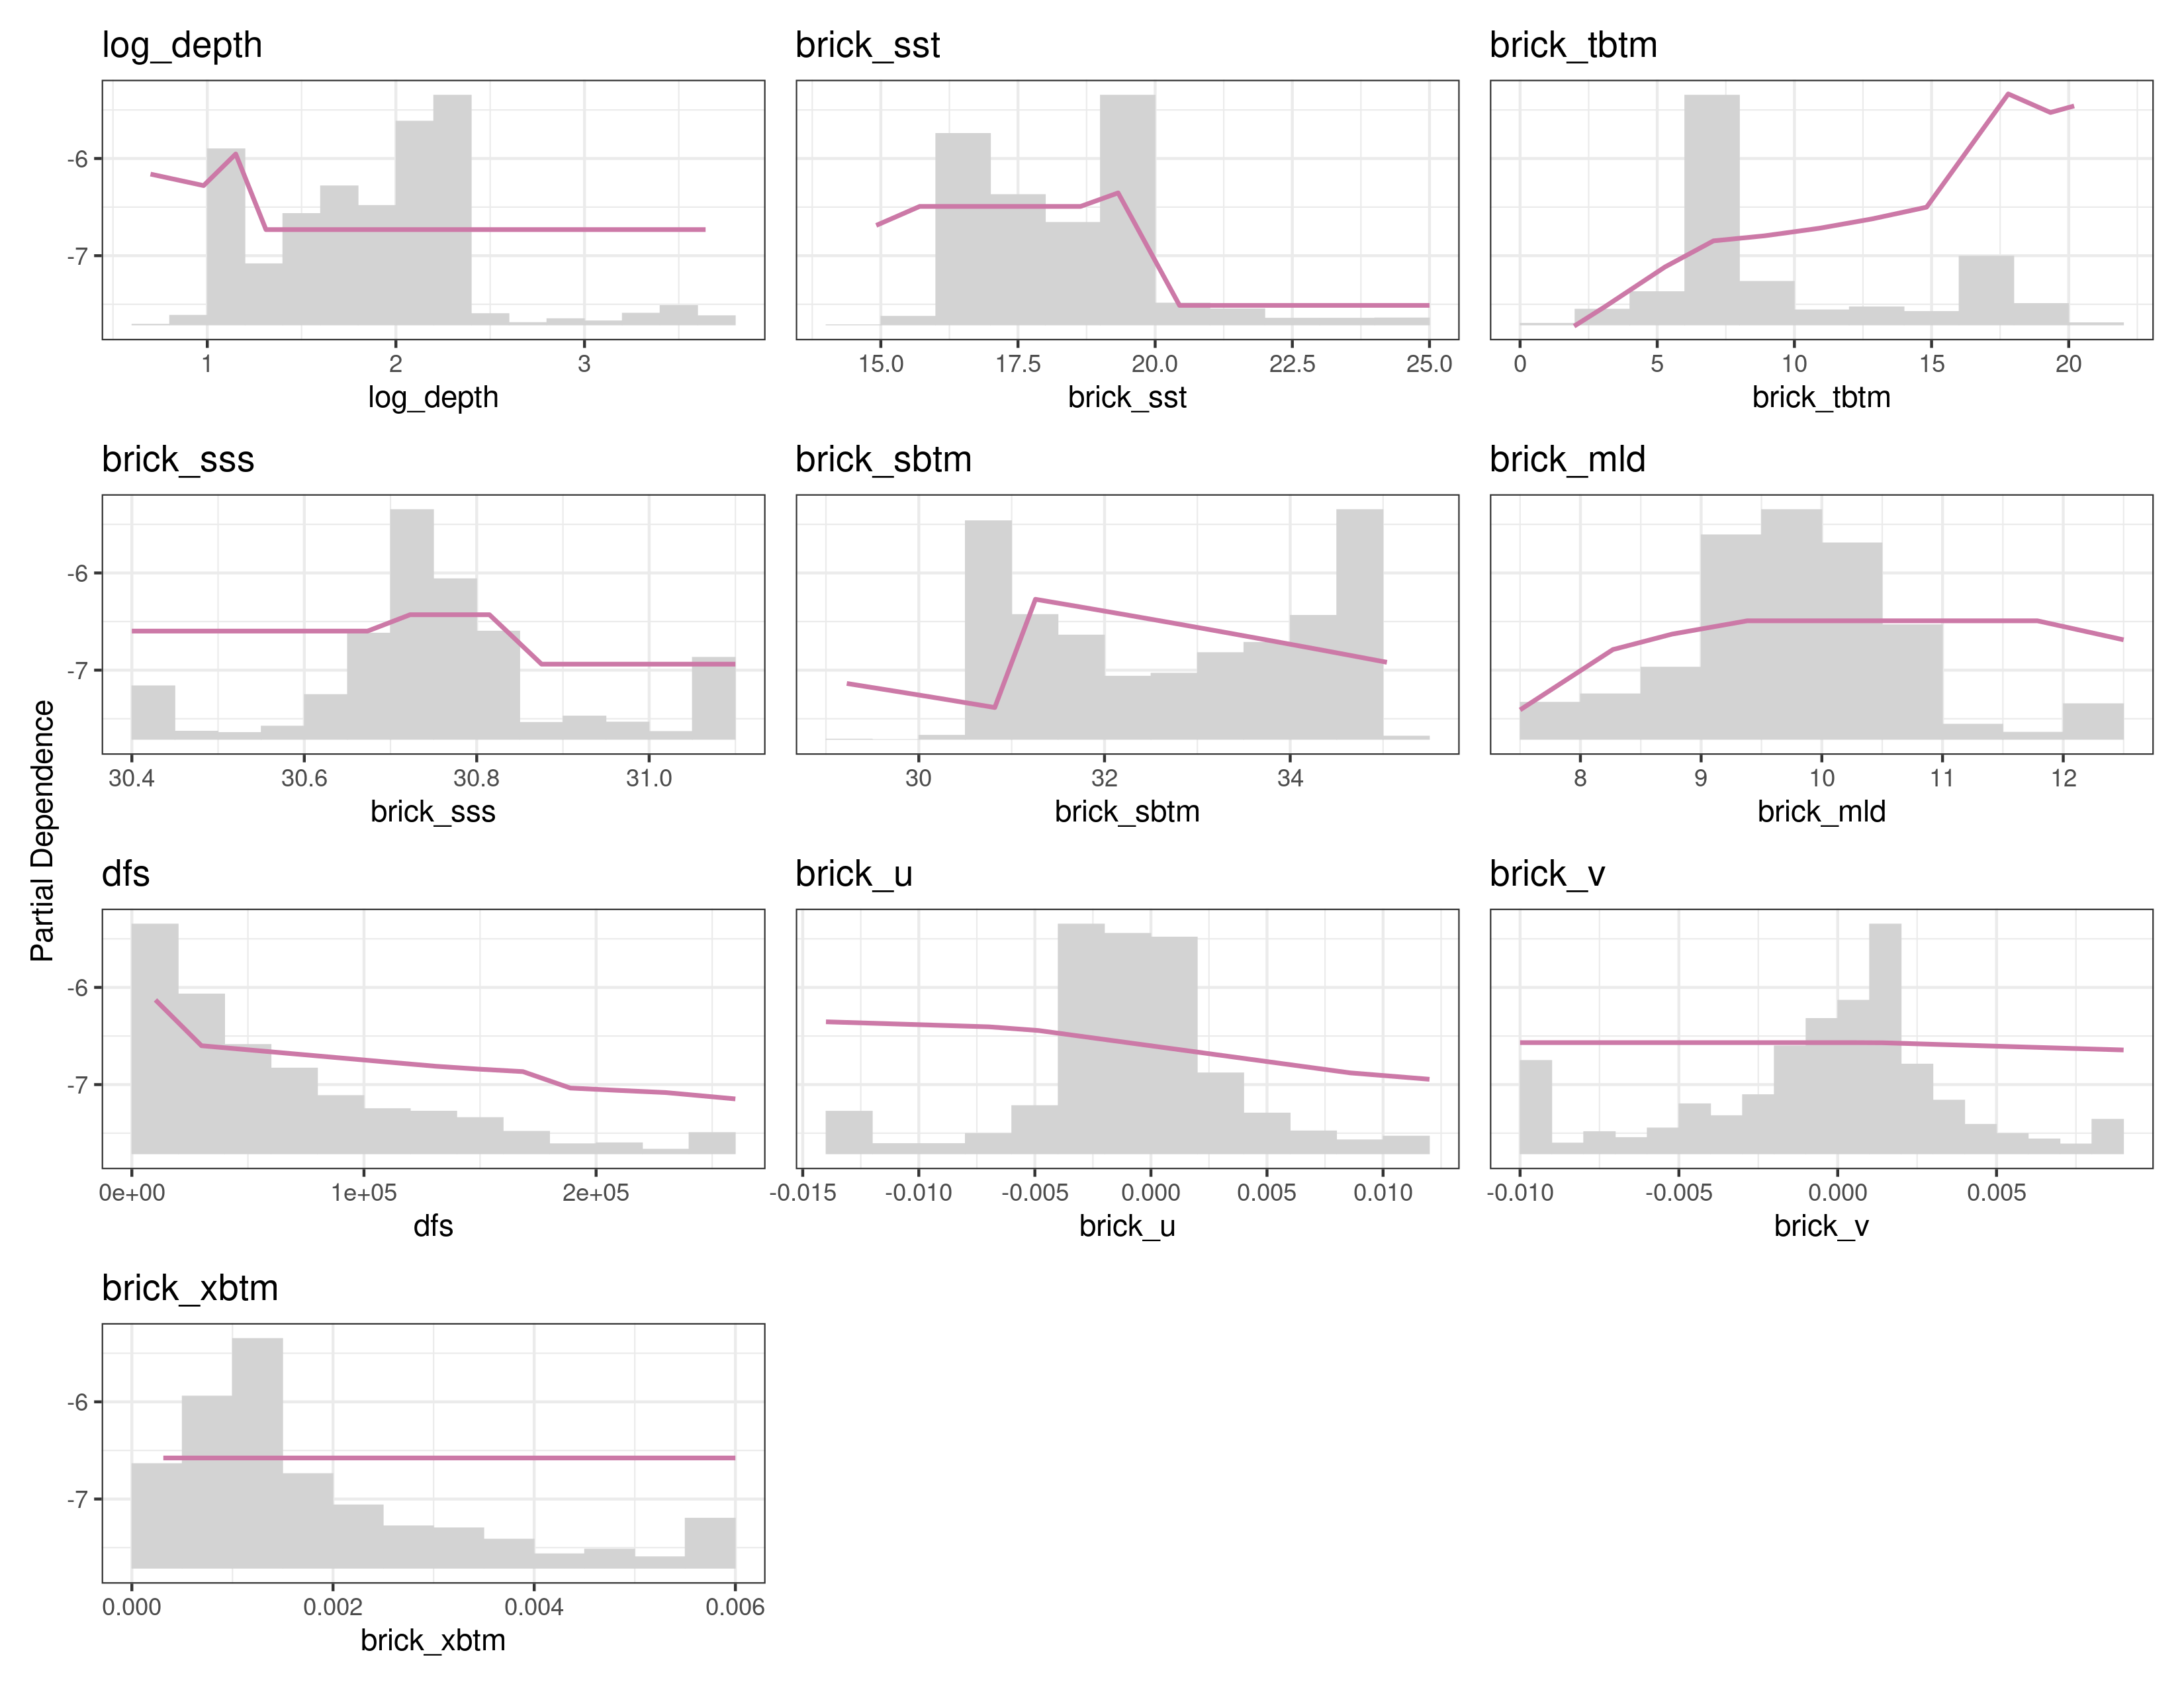 log_depth
-6
-7
1 2 3
log_depth
brick_sst
15.0 17.5 20.0 22.5 25.0
brick_sst
brick_tbtm
0 5 10 15 20
brick_tbtm
brick_sss
-6
-7
30.4 30.6 30.8 31.0
brick_sss
brick_sbtm
30 32 34
brick_sbtm
brick_mld
8 9 10 11 12
brick_mld
Partial Dependence
dfs
-6
-7
0e+00 1e+05 2e+05
dfs
brick_u
-0.015 -0.010 -0.005 0.000 0.005 0.010
brick_u
brick_v
-0.010 -0.005 0.000 0.005
brick_v
brick_xbtm
-6
-7
0.000 0.002 0.004 0.006
brick_xbtm